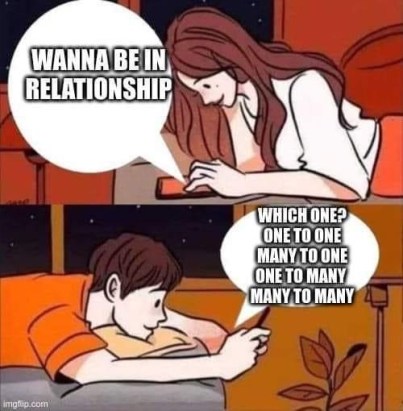 WANNA BE IN
RELATIONSHIP
WHICH ONE?
ONE TO ONE
MANY TO ONE
ONE TO MANY
MANY TO MANY
imgflip.com